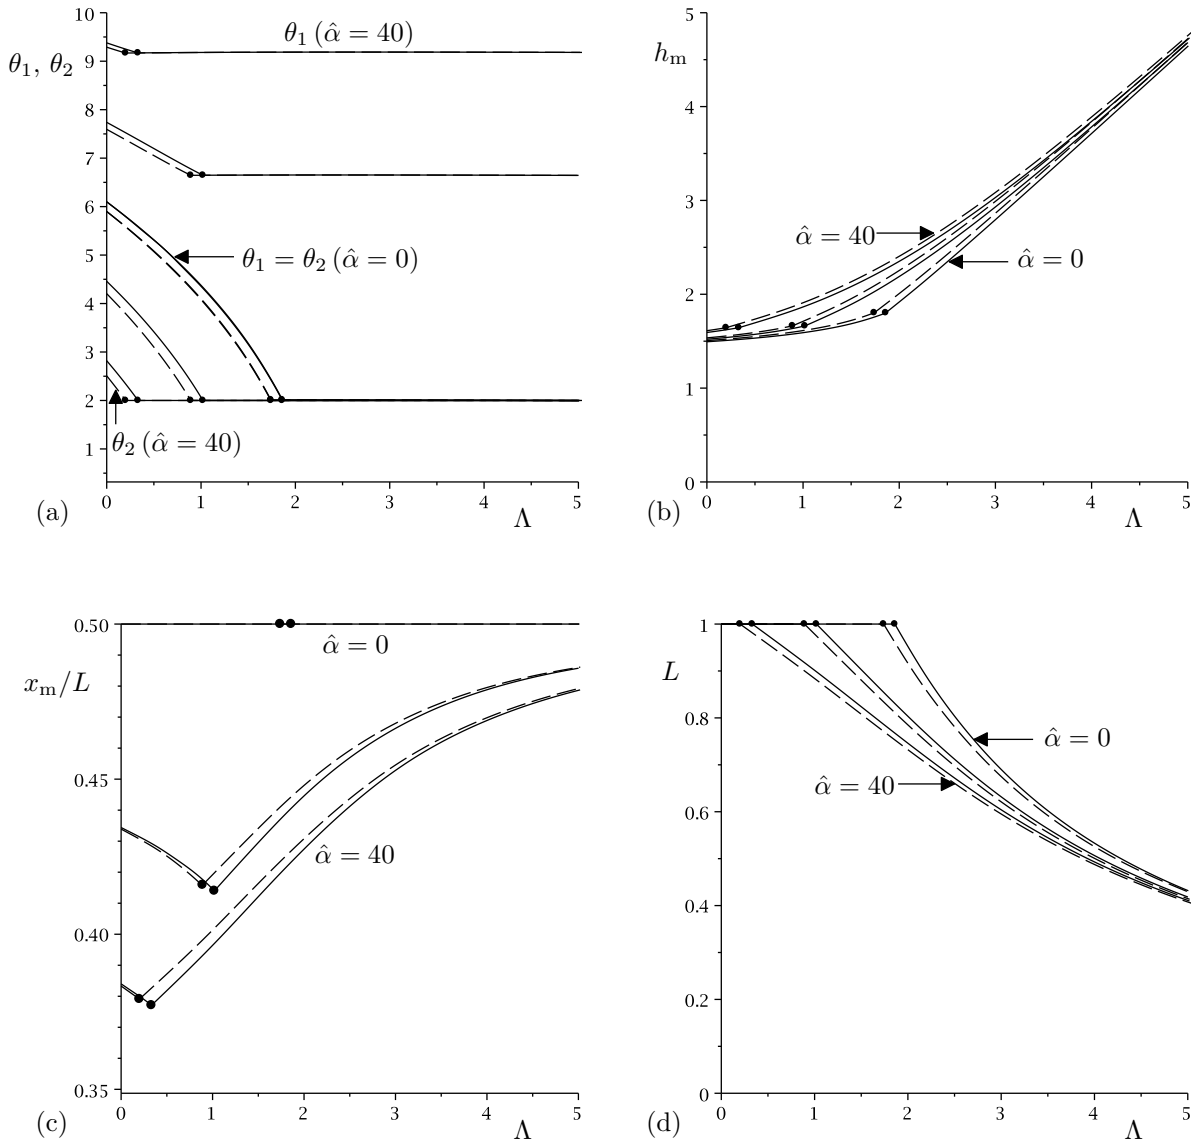 10
9
8
7
6
5
4
3
2
1
θ₁, θ₂
θ₁ (α̂ = 40)
θ₁ = θ₂ (α̂ = 0)
θ₂ (α̂ = 40)
0 1 2 3 4 5
(a)
Λ
5
4
3
2
1
0
hₘ
α̂ = 40
α̂ = 0
0 1 2 3 4 5
(b)
Λ
0.50
0.45
0.40
0.35
xₘ/L
α̂ = 0
α̂ = 40
0 1 2 3 4 5
(c)
Λ
1
0.8
0.6
0.4
0.2
0
L
α̂ = 0
α̂ = 40
0 1 2 3 4 5
(d)
Λ